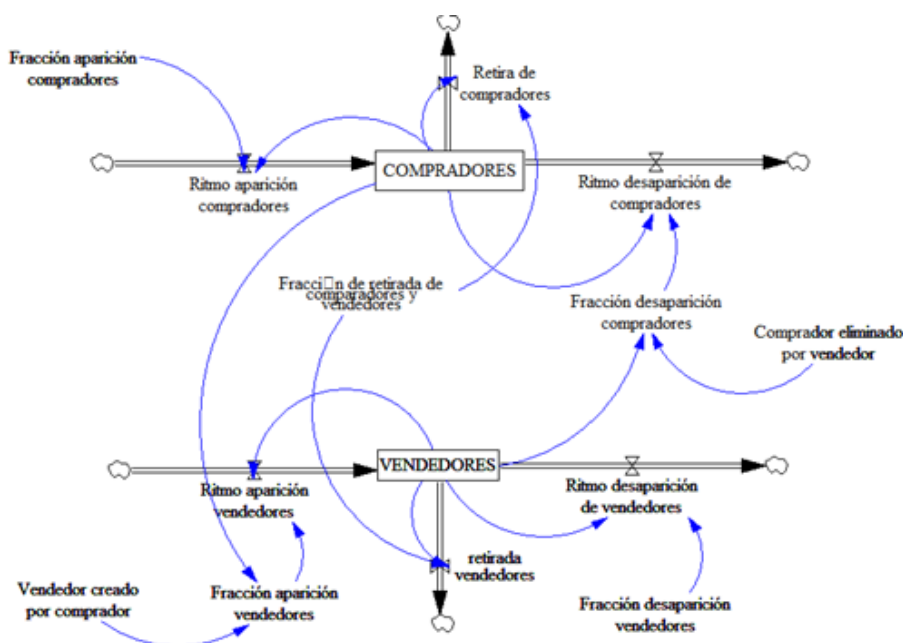 Fracción aparición
compradores
Retira de
compradores
COMPRADORES
Ritmo aparición
compradores
Ritmo desaparición de
compradores
Fracci▯n de retirada de
comparadores y
vendedores
Fracción desaparición
compradores
Comprador eliminado
por vendedor
VENDEDORES
Ritmo aparición
vendedores
Ritmo desaparición
de vendedores
retirada
vendedores
Vendedor creado
por comprador
Fracción aparición
vendedores
Fracción desaparición
vendedores